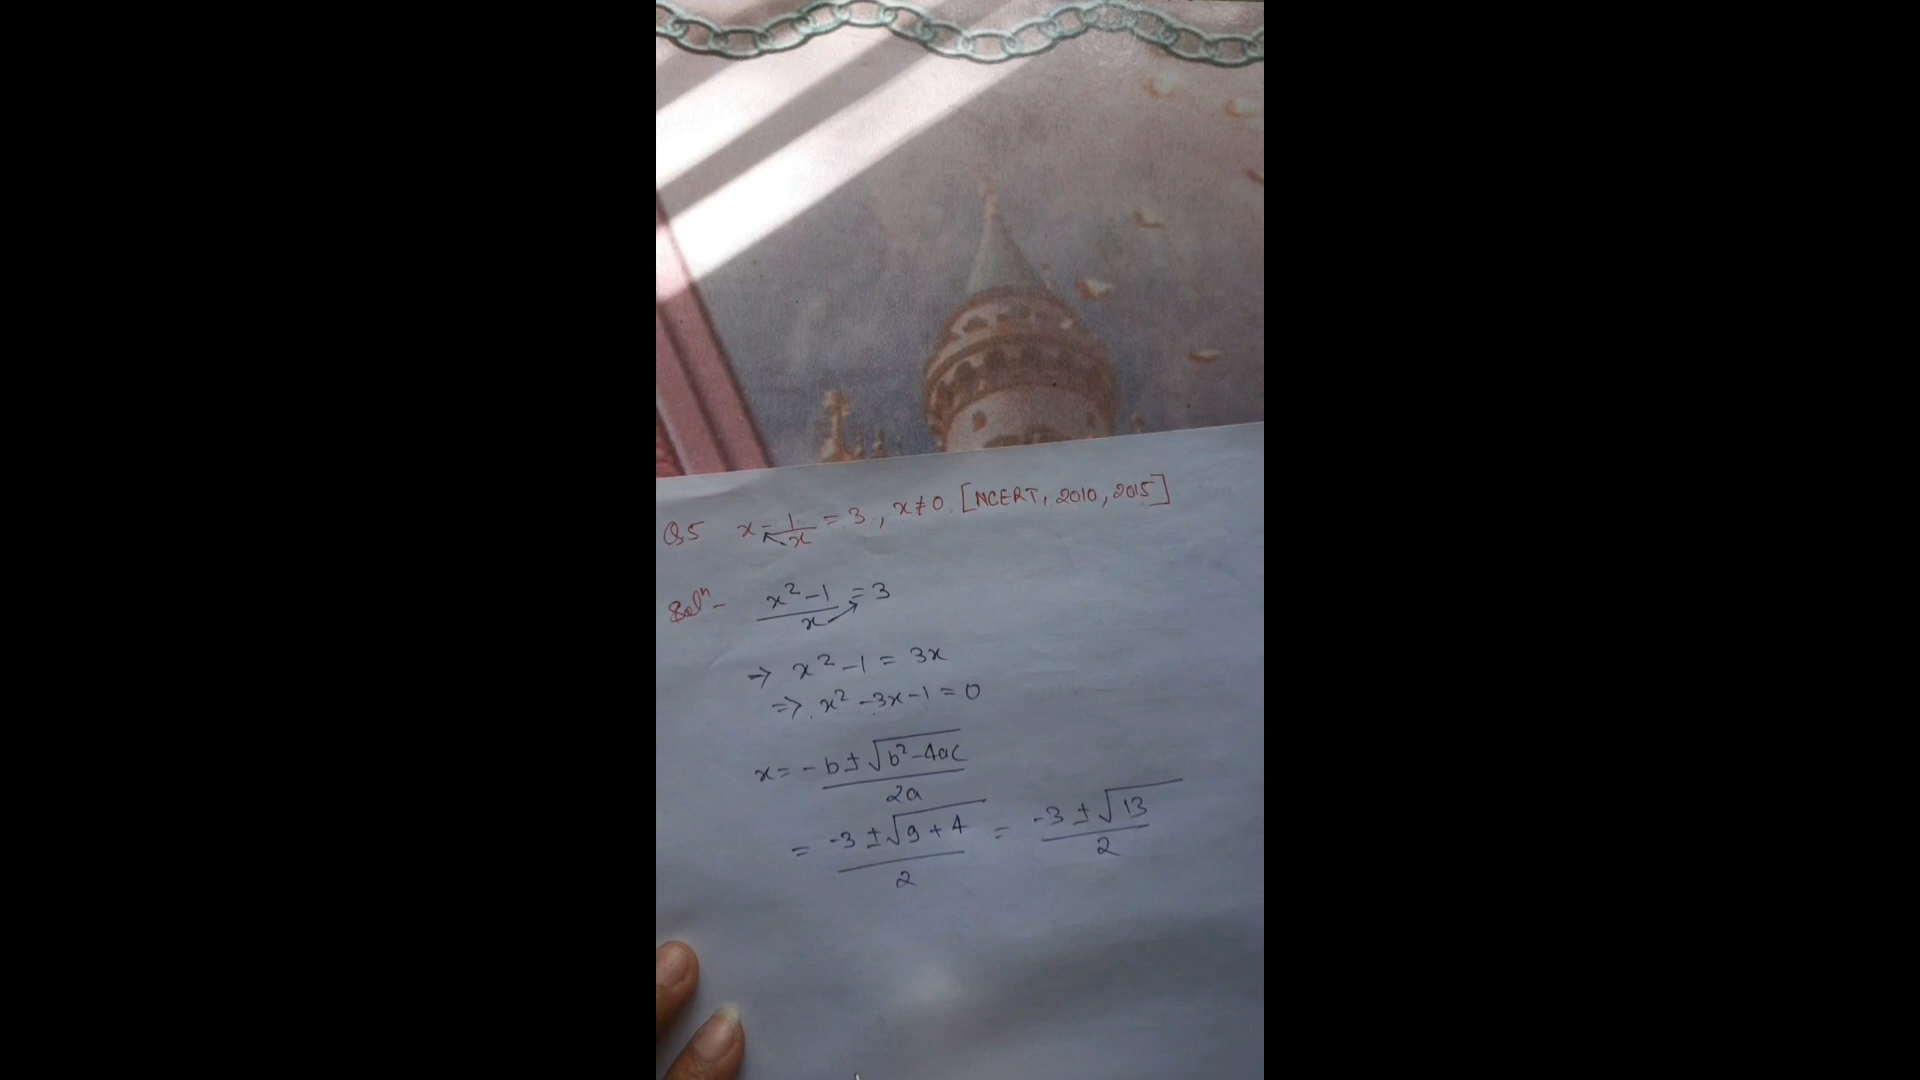 Q5 x - 1/x = 3, x ≠ 0. [NCERT, 2010, 2015]
Solⁿ - x² - 1 / x = 3
→ x² - 1 = 3x
⇒ x² - 3x - 1 = 0
x = - b ± √b² - 4ac / 2a
= -3 ± √9 + 4 / 2 = -3 ± √13 / 2